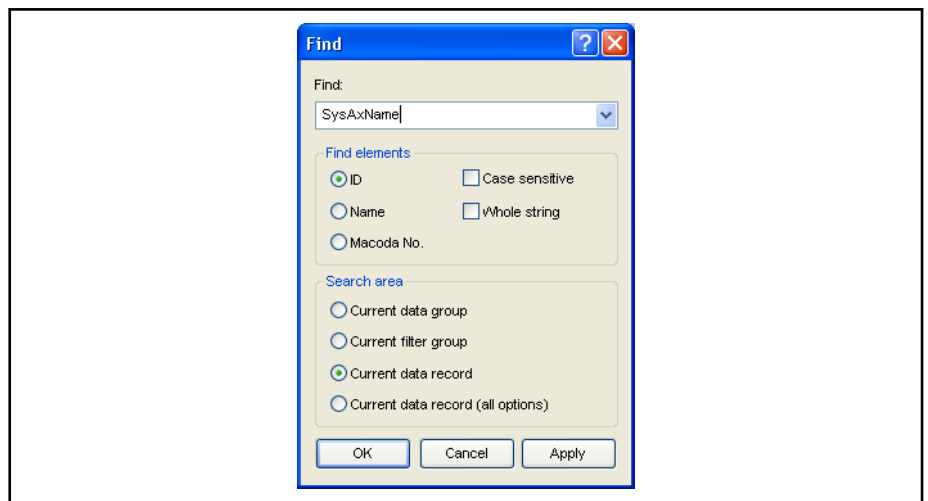 Find
Find:
SysAxName
Find elements
ID
Case sensitive
Name
Whole string
Macoda No.
Search area
Current data group
Current filter group
Current data record
Current data record (all options)
OK Cancel Apply